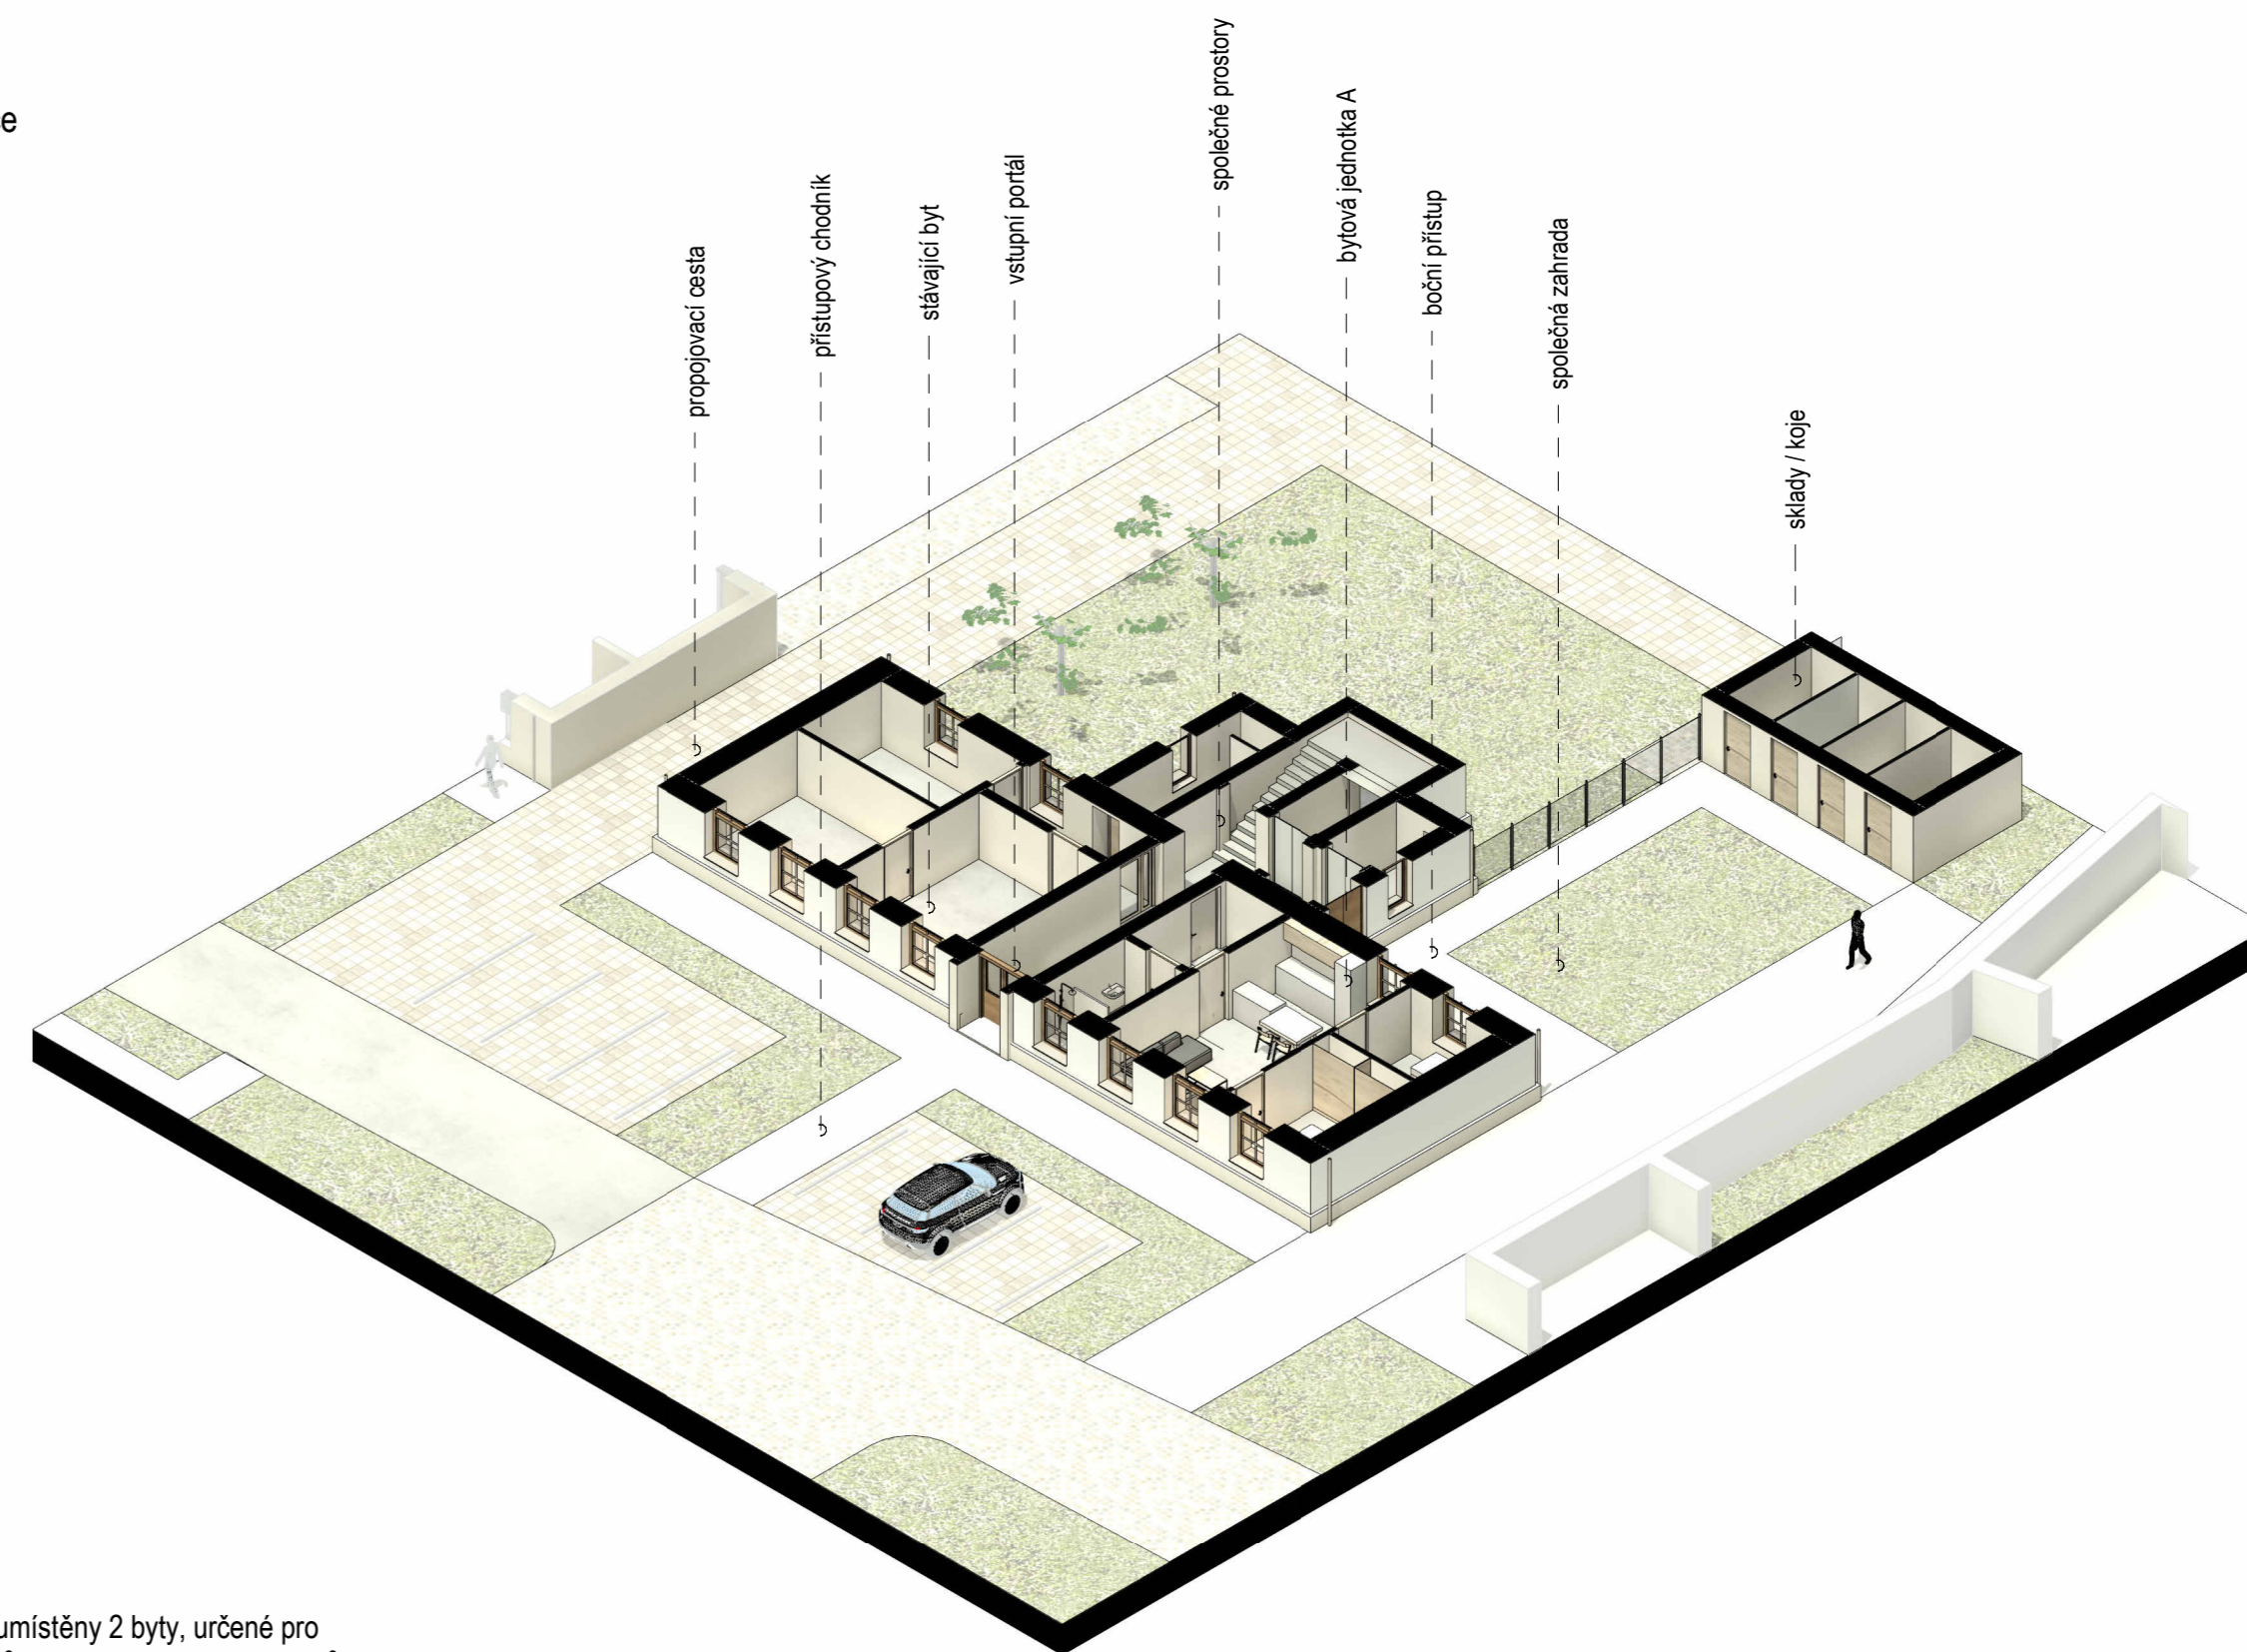 propojovací cesta
přístupový chodník
stávající byt
vstupní portál
společné prostory
bytová jednotka A
boční přístup
společná zahrada
sklady / koje
umístěny 2 byty, určené pro